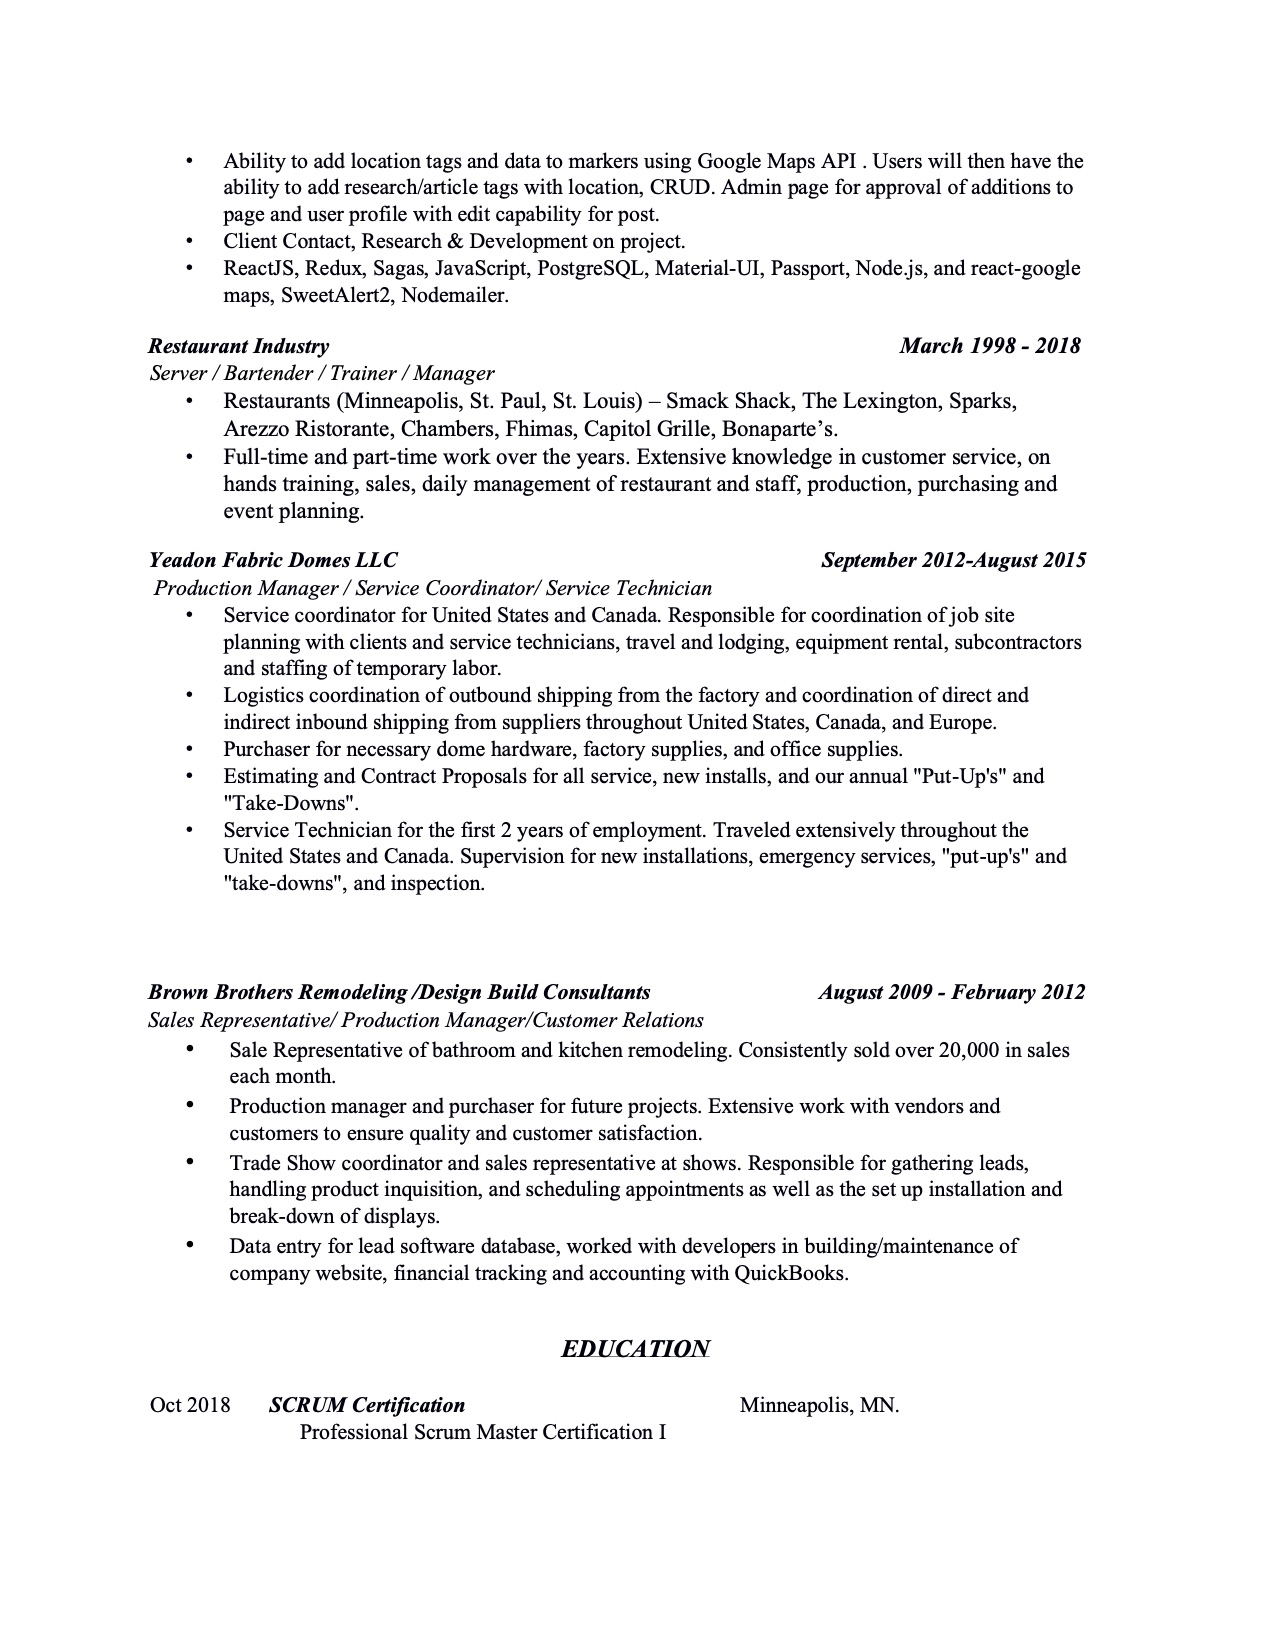 • Ability to add location tags and data to markers using Google Maps API . Users will then have the
ability to add research/article tags with location, CRUD. Admin page for approval of additions to
page and user profile with edit capability for post.
• Client Contact, Research & Development on project.
• ReactJS, Redux, Sagas, JavaScript, PostgreSQL, Material-UI, Passport, Node.js, and react-google
maps, SweetAlert2, Nodemailer.
Restaurant Industry March 1998 - 2018
Server / Bartender / Trainer / Manager
• Restaurants (Minneapolis, St. Paul, St. Louis) – Smack Shack, The Lexington, Sparks,
Arezzo Ristorante, Chambers, Fhimas, Capitol Grille, Bonaparte’s.
• Full-time and part-time work over the years. Extensive knowledge in customer service, on
hands training, sales, daily management of restaurant and staff, production, purchasing and
event planning.
Yeadon Fabric Domes LLC September 2012-August 2015
Production Manager / Service Coordinator/ Service Technician
• Service coordinator for United States and Canada. Responsible for coordination of job site
planning with clients and service technicians, travel and lodging, equipment rental, subcontractors
and staffing of temporary labor.
• Logistics coordination of outbound shipping from the factory and coordination of direct and
indirect inbound shipping from suppliers throughout United States, Canada, and Europe.
• Purchaser for necessary dome hardware, factory supplies, and office supplies.
• Estimating and Contract Proposals for all service, new installs, and our annual "Put-Up's" and
"Take-Downs".
• Service Technician for the first 2 years of employment. Traveled extensively throughout the
United States and Canada. Supervision for new installations, emergency services, "put-up's" and
"take-downs", and inspection.
Brown Brothers Remodeling /Design Build Consultants August 2009 - February 2012
Sales Representative/ Production Manager/Customer Relations
• Sale Representative of bathroom and kitchen remodeling. Consistently sold over 20,000 in sales
each month.
• Production manager and purchaser for future projects. Extensive work with vendors and
customers to ensure quality and customer satisfaction.
• Trade Show coordinator and sales representative at shows. Responsible for gathering leads,
handling product inquisition, and scheduling appointments as well as the set up installation and
break-down of displays.
• Data entry for lead software database, worked with developers in building/maintenance of
company website, financial tracking and accounting with QuickBooks.
EDUCATION
Oct 2018 SCRUM Certification Minneapolis, MN.
Professional Scrum Master Certification I